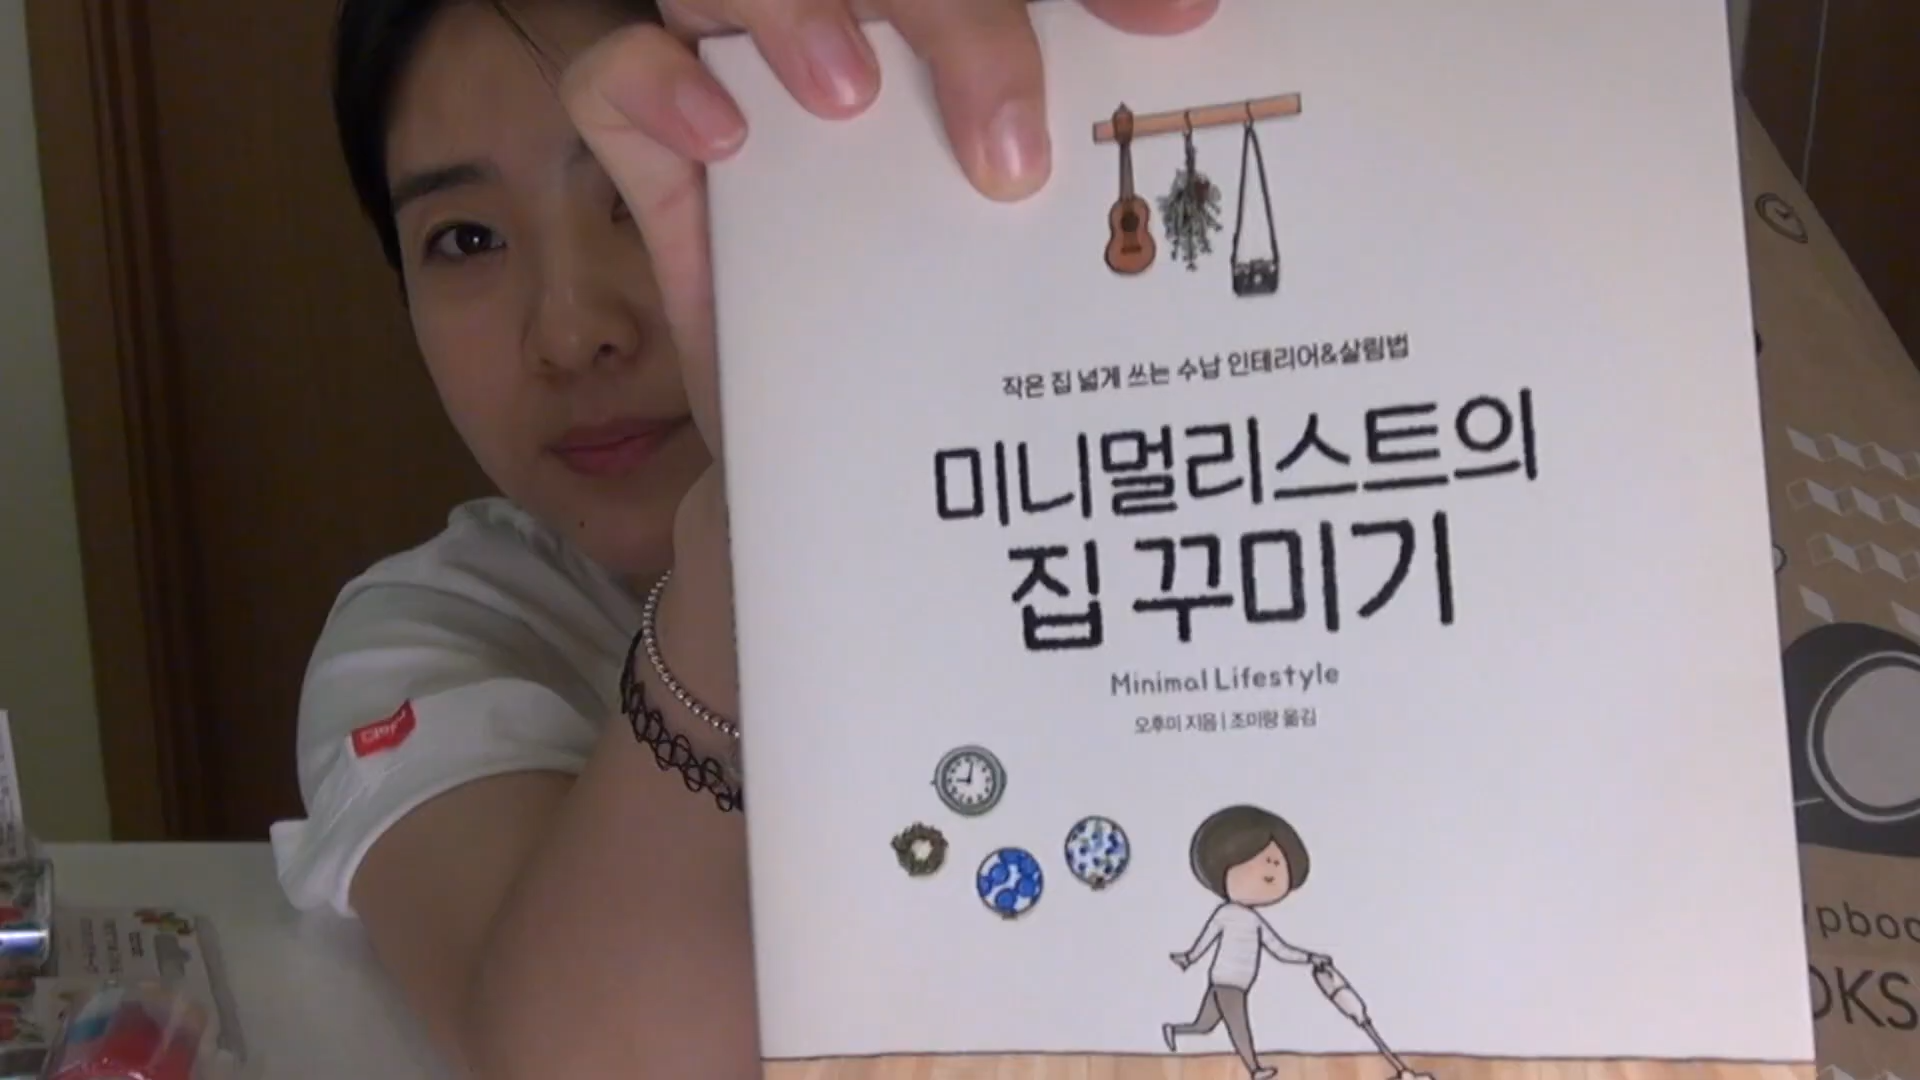 작은 집 넓게 쓰는 수납 인테리어&살림법
미니멀리스트의
집 꾸미기
Minimal Lifestyle
오후미 지음 | 조미량 옮김
OKS